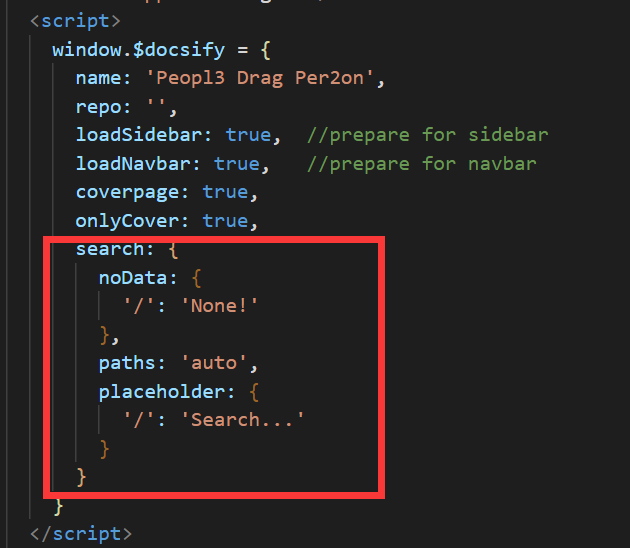 <script>
window.$docsify = {
name: 'Peopl3 Drag Per2on',
repo: '',
loadSidebar: true,  //prepare for sidebar
loadNavbar: true,   //prepare for navbar
coverpage: true,
onlyCover: true,
search: {
noData: {
'/': 'None!'
},
paths: 'auto',
placeholder: {
'/': 'Search...'
}
}
}
</script>